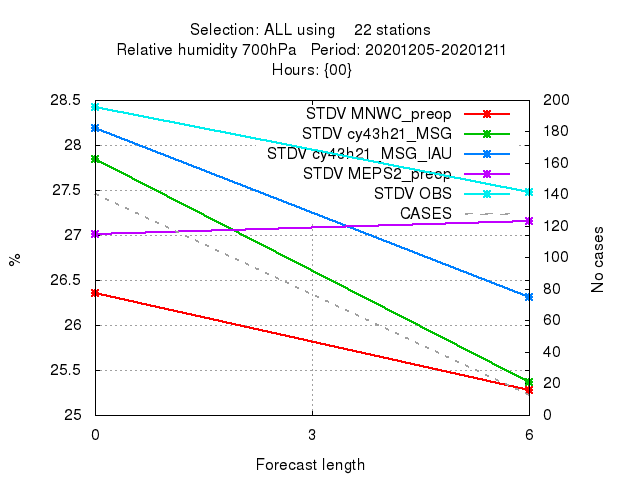 Selection: ALL using    22 stations
Relative humidity 700hPa   Period: 20201205-20201211
Hours: {00}
28.5
28
27.5
27
26.5
26
25.5
25
%
STDV MNWC_preop
STDV cy43h21_MSG
STDV cy43h21_MSG_IAU
STDV MEPS2_preop
STDV OBS
CASES
200
180
160
140
120
100
80
60
40
20
0
No cases
0 3 6
Forecast length